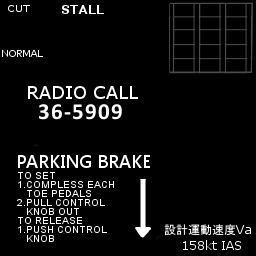 CUT
STALL
NORMAL
RADIO CALL
36-5909
PARKING BRAKE
TO SET
1.COMPLESS EACH
TOE PEDALS
2.PULL CONTROL
KNOB OUT
TO RELEASE
1.PUSH CONTROL
KNOB
設計運動速度Va
158kt IAS